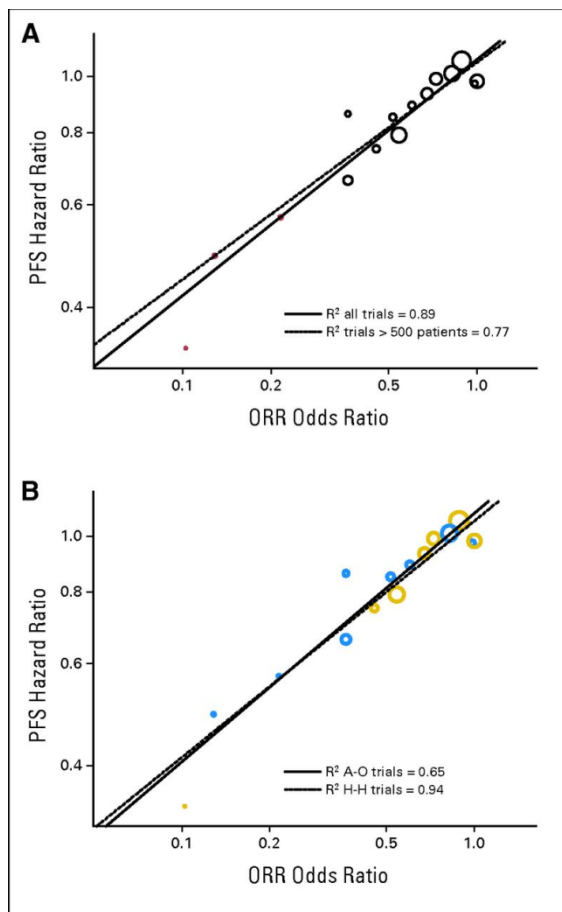 A
PFS Hazard Ratio
1.0
0.8
0.6
0.4
R² all trials = 0.89
R² trials > 500 patients = 0.77
0.1 0.2 0.5 1.0
ORR Odds Ratio
B
PFS Hazard Ratio
1.0
0.8
0.6
0.4
R² A-O trials = 0.65
R² H-H trials = 0.94
0.1 0.2 0.5 1.0
ORR Odds Ratio